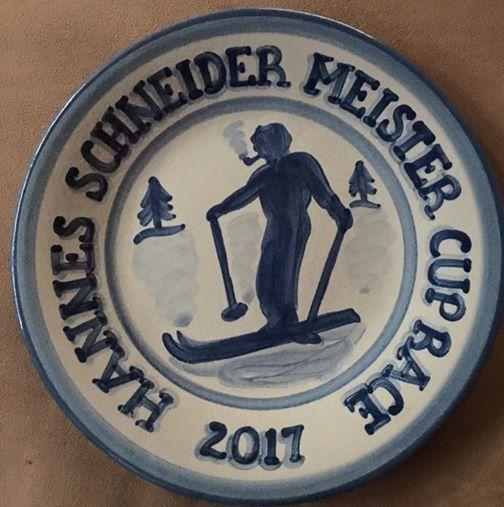 HANNES SCHNEIDER MEISTER CUP RACE
2017